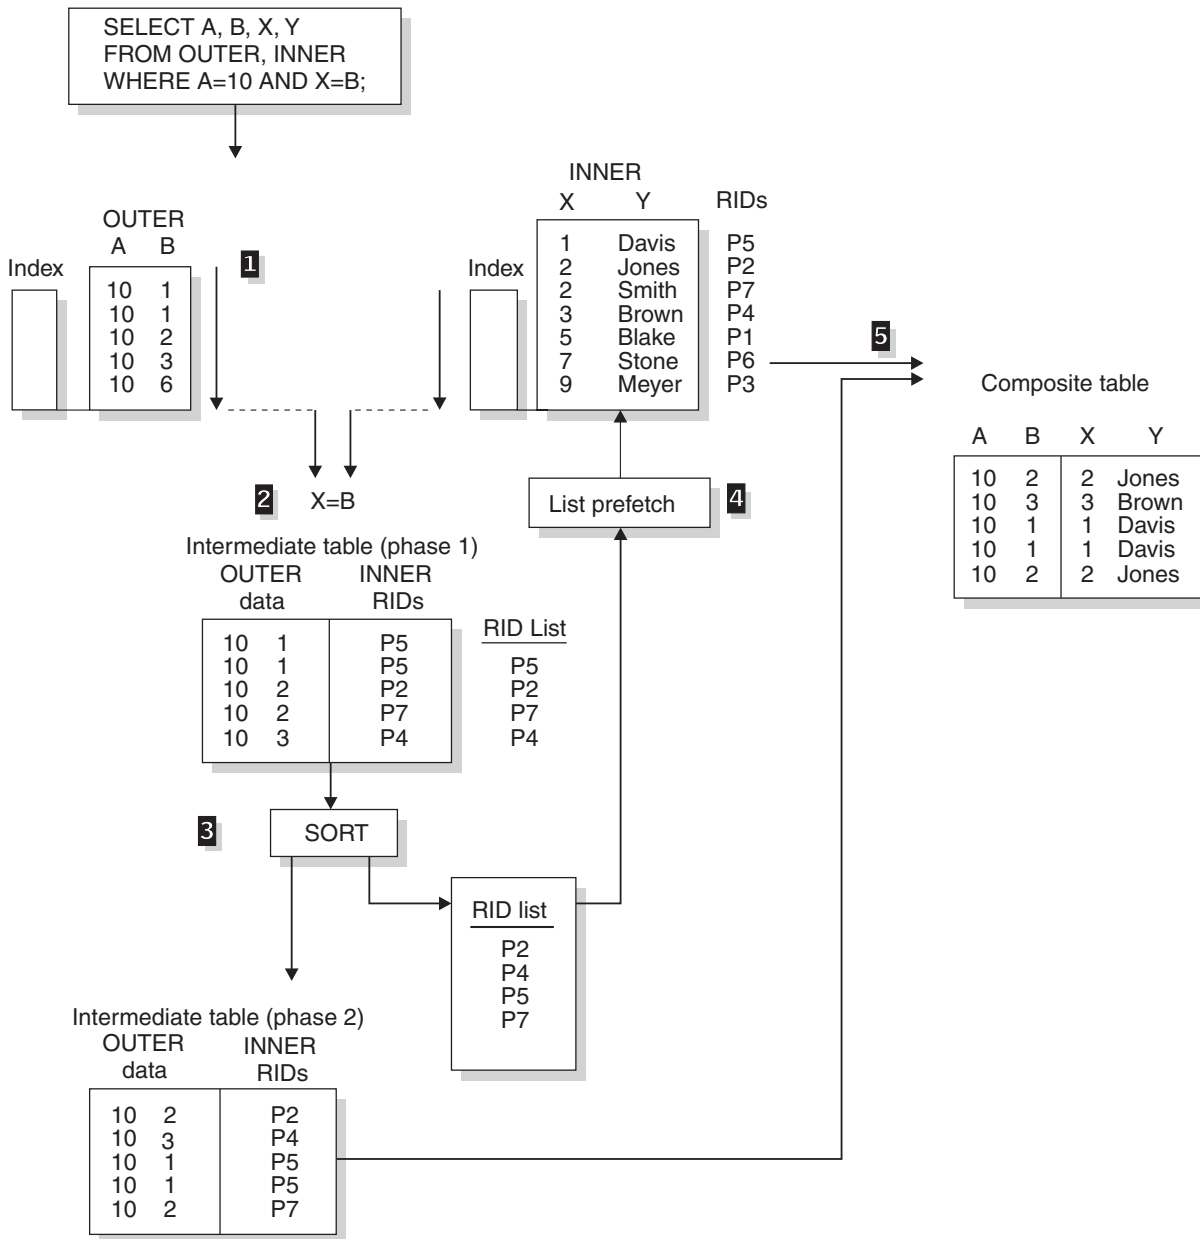 SELECT A, B, X, Y
FROM OUTER, INNER
WHERE A=10 AND X=B;
OUTER
A B
Index
10 1
10 1
10 2
10 3
10 6
1
INNER
X Y RIDs
Index
1 Davis P5
2 Jones P2
2 Smith P7
3 Brown P4
5 Blake P1
7 Stone P6
9 Meyer P3
5
Composite table
A B X Y
10 2 2 Jones
10 3 3 Brown
10 1 1 Davis
10 1 1 Davis
10 2 2 Jones
2 X=B
List prefetch 4
Intermediate table (phase 1)
OUTER INNER
data RIDs
10 1 P5
10 1 P5
10 2 P2
10 2 P7
10 3 P4
RID List
P5
P2
P7
P4
3 SORT
RID list
P2
P4
P5
P7
Intermediate table (phase 2)
OUTER INNER
data RIDs
10 2 P2
10 3 P4
10 1 P5
10 1 P5
10 2 P7